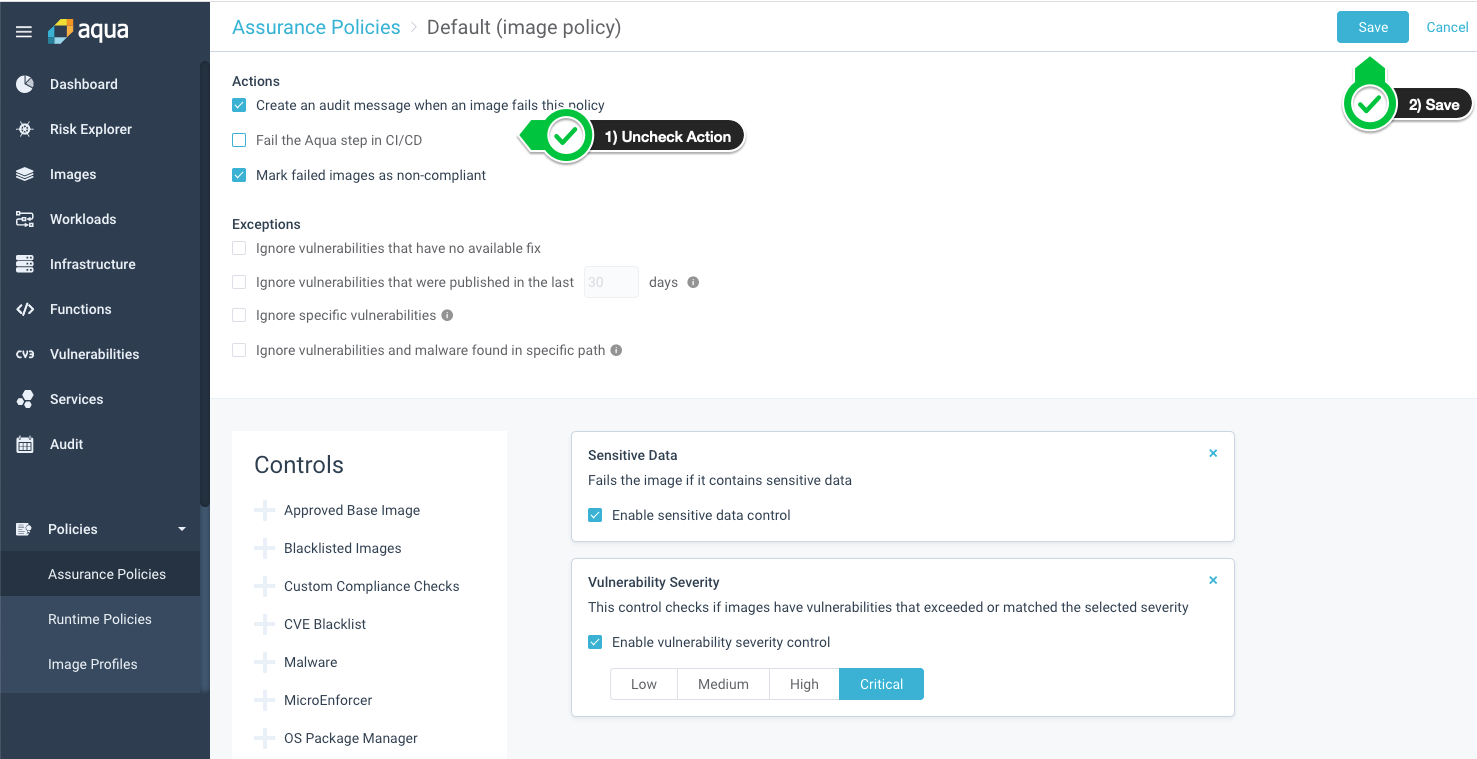 aqua
Assurance Policies > Default (image policy)
Save
Cancel
Dashboard
Risk Explorer
Images
Workloads
Infrastructure
Functions
CVE Vulnerabilities
Services
Audit
Policies
Assurance Policies
Runtime Policies
Image Profiles
Actions
Create an audit message when an image fails this policy
Fail the Aqua step in CI/CD
Mark failed images as non-compliant
1) Uncheck Action
2) Save
Exceptions
Ignore vulnerabilities that have no available fix
Ignore vulnerabilities that were published in the last 30 days
Ignore specific vulnerabilities
Ignore vulnerabilities and malware found in specific path
Controls
Approved Base Image
Blacklisted Images
Custom Compliance Checks
CVE Blacklist
Malware
MicroEnforcer
OS Package Manager
Sensitive Data
Fails the image if it contains sensitive data
Enable sensitive data control
Vulnerability Severity
This control checks if images have vulnerabilities that exceeded or matched the selected severity
Enable vulnerability severity control
Low Medium High Critical